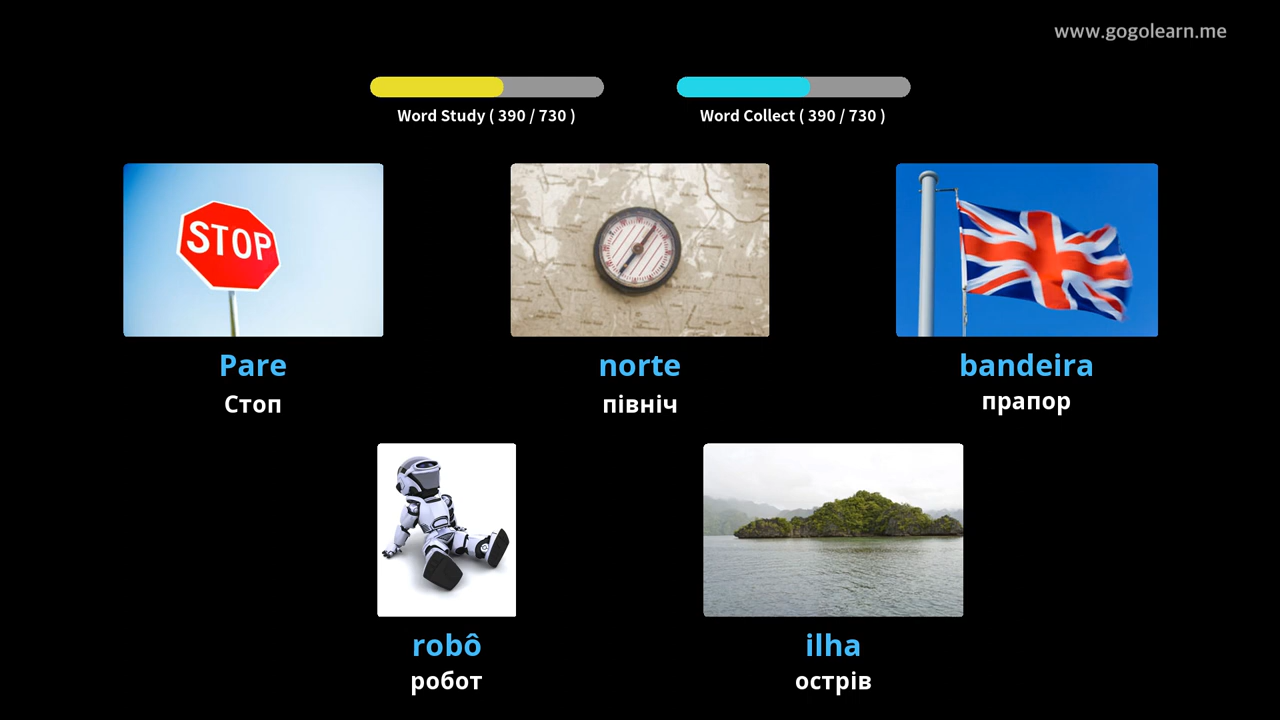 www.gogolearn.me
Word Study ( 390 / 730 )
Word Collect ( 390 / 730 )
STOP
Pare
Стоп
norte
північ
bandeira
прапор
robô
робот
ilha
острів